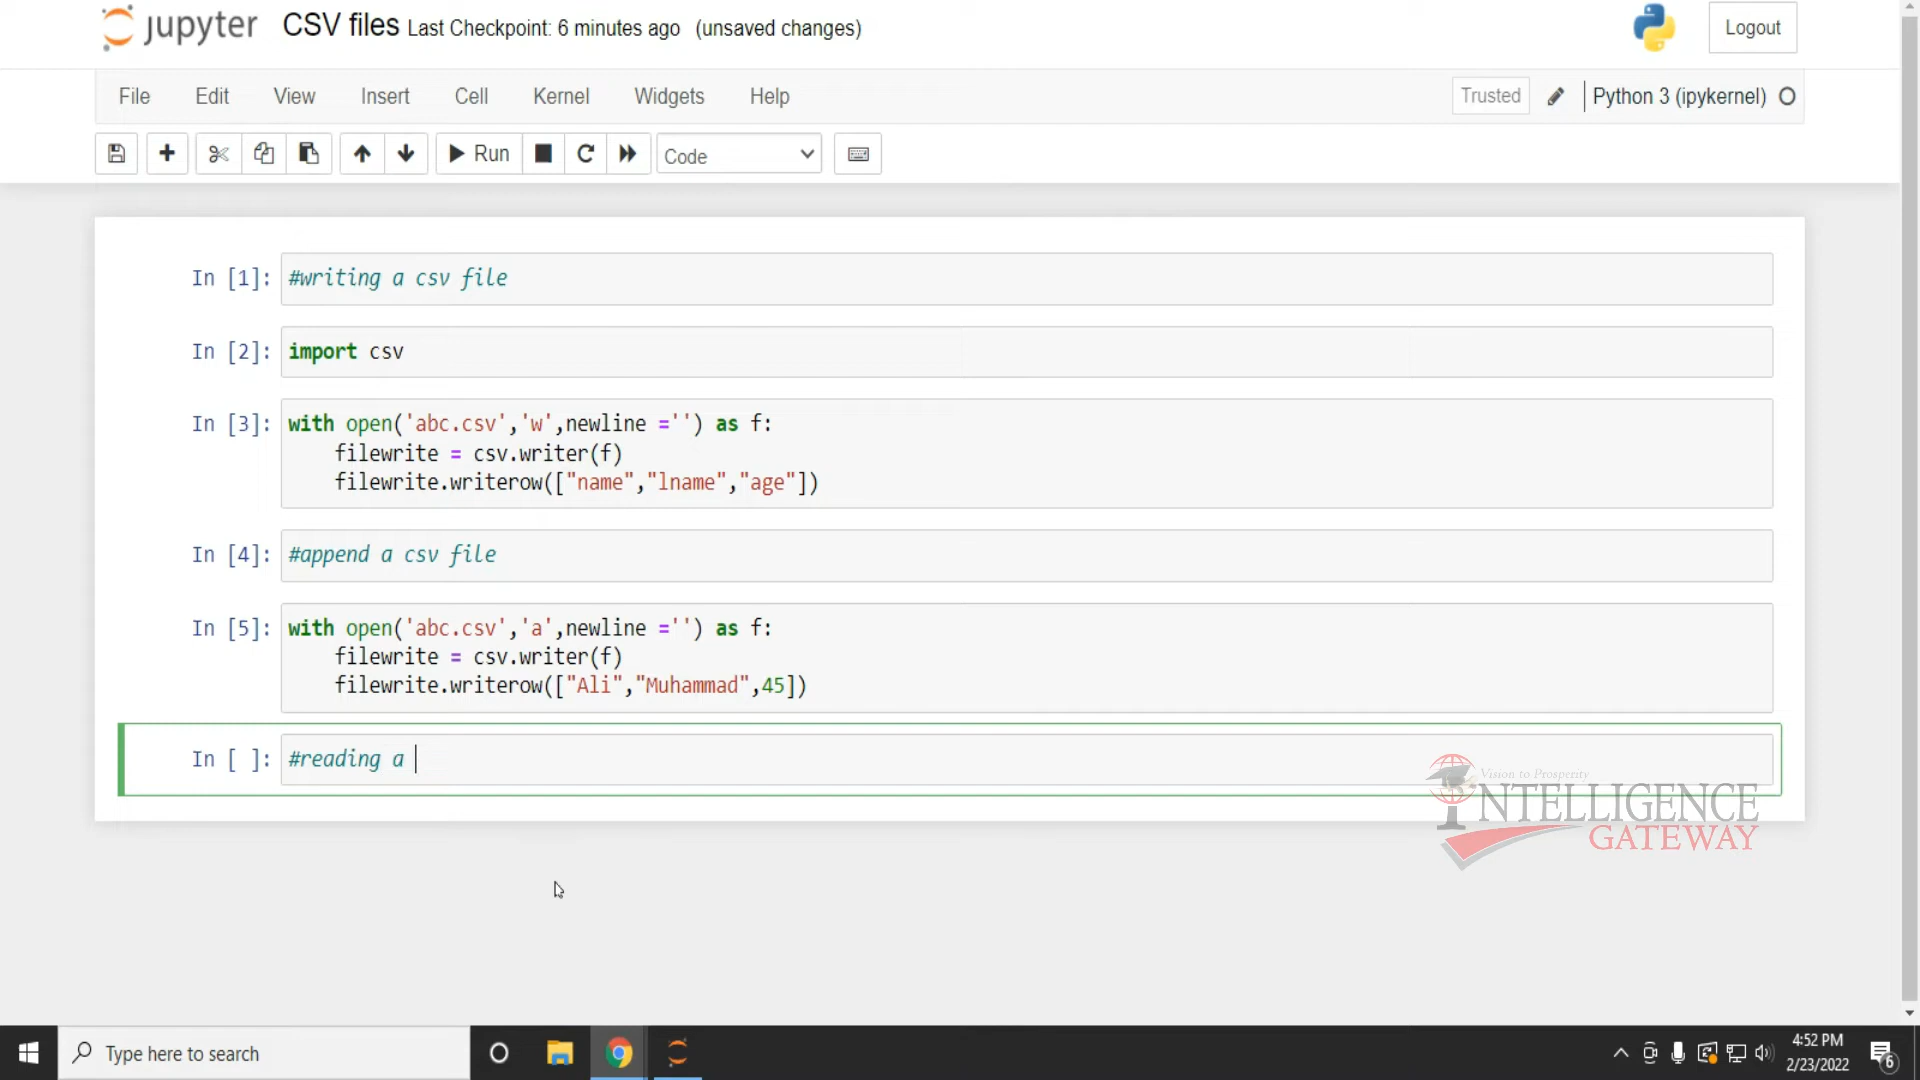 jupyter CSV files Last Checkpoint: 6 minutes ago (unsaved changes) Logout
File Edit View Insert Cell Kernel Widgets Help Trusted Python 3 (ipykernel)
Run Code
In [1]: #writing a csv file
In [2]: import csv
In [3]: with open('abc.csv','w',newline ='') as f:
filewrite = csv.writer(f)
filewrite.writerow(["name","lname","age"])
In [4]: #append a csv file
In [5]: with open('abc.csv','a',newline ='') as f:
filewrite = csv.writer(f)
filewrite.writerow(["Ali","Muhammad",45])
In [ ]: #reading a
Vision to Prosperity
INTELLIGENCE
GATEWAY
Type here to search
4:52 PM
2/23/2022
6